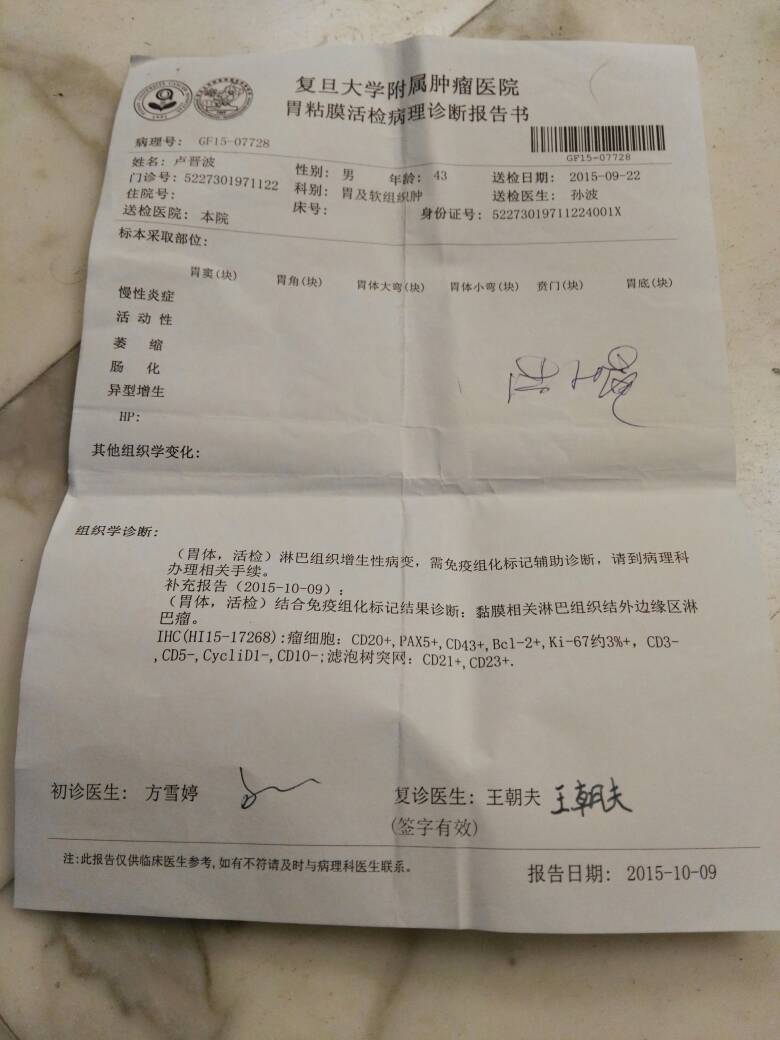 复旦大学附属肿瘤医院
胃粘膜活检病理诊断报告书
病理号: GF15-07728
GF15-07728
姓名: 卢晋波 性别: 男 年龄: 43 送检日期: 2015-09-22
门诊号: 5227301971122 科别: 胃及软组织肿 送检医生: 孙波
住院号: 床号: 身份证号: 52273019711224001X
送检医院: 本院
标本采取部位:
胃窦(块) 胃角(块) 胃体大弯(块) 胃体小弯(块) 贲门(块) 胃底(块)
慢性炎症
活动性
萎缩
肠化
异型增生
HP:
其他组织学变化:
组织学诊断:
(胃体，活检)淋巴组织增生性病变，需免疫组化标记辅助诊断，请到病理科
办理相关手续。
补充报告(2015-10-09):
(胃体，活检)结合免疫组化标记结果诊断: 黏膜相关淋巴组织结外边缘区淋
巴瘤。
IHC(HI15-17268):瘤细胞: CD20+,PAX5+,CD43+,Bcl-2+,Ki-67约3%+, CD3-
,CD5-,CycliD1-,CD10-;滤泡树突网: CD21+,CD23+.
初诊医生: 方雪婷 复诊医生: 王朝夫 王朝夫
(签字有效)
注:此报告仅供临床医生参考,如有不符请及时与病理科医生联系。
报告日期: 2015-10-09